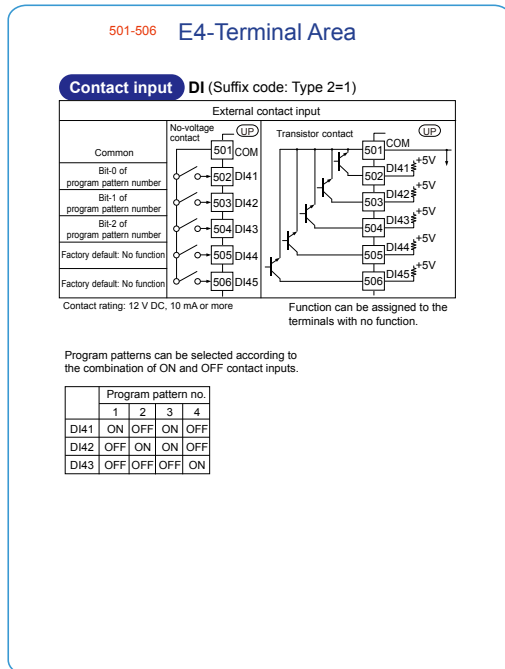 501-506 E4-Terminal Area
Contact input DI (Suffix code: Type 2=1)
External contact input
No-voltage
contact
UP
Transistor contact
UP
Common
501 COM
501 COM
+5V
Bit-0 of
program pattern number
502 DI41
502 DI41
+5V
Bit-1 of
program pattern number
503 DI42
503 DI42
+5V
Bit-2 of
program pattern number
504 DI43
504 DI43
+5V
Factory default: No function
505 DI44
505 DI44
+5V
Factory default: No function
506 DI45
506 DI45
Contact rating: 12 V DC, 10 mA or more
Function can be assigned to the
terminals with no function.
Program patterns can be selected according to
the combination of ON and OFF contact inputs.
Program pattern no.
1 2 3 4
DI41 ON OFF ON OFF
DI42 OFF ON ON OFF
DI43 OFF OFF OFF ON